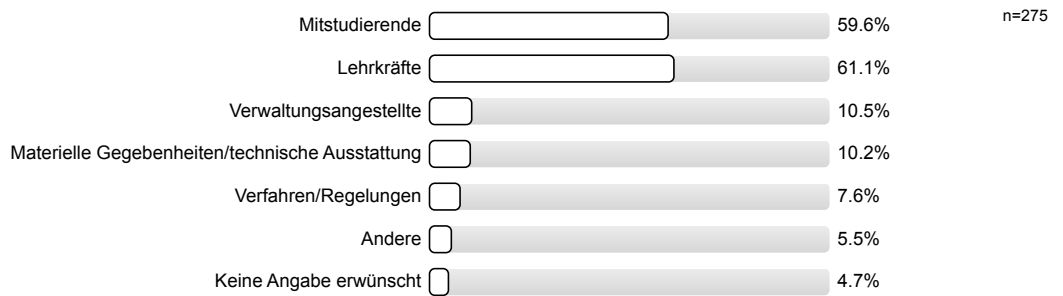 Mitstudierende 59.6% n=275
Lehrkräfte 61.1%
Verwaltungsangestellte 10.5%
Materielle Gegebenheiten/technische Ausstattung 10.2%
Verfahren/Regelungen 7.6%
Andere 5.5%
Keine Angabe erwünscht 4.7%